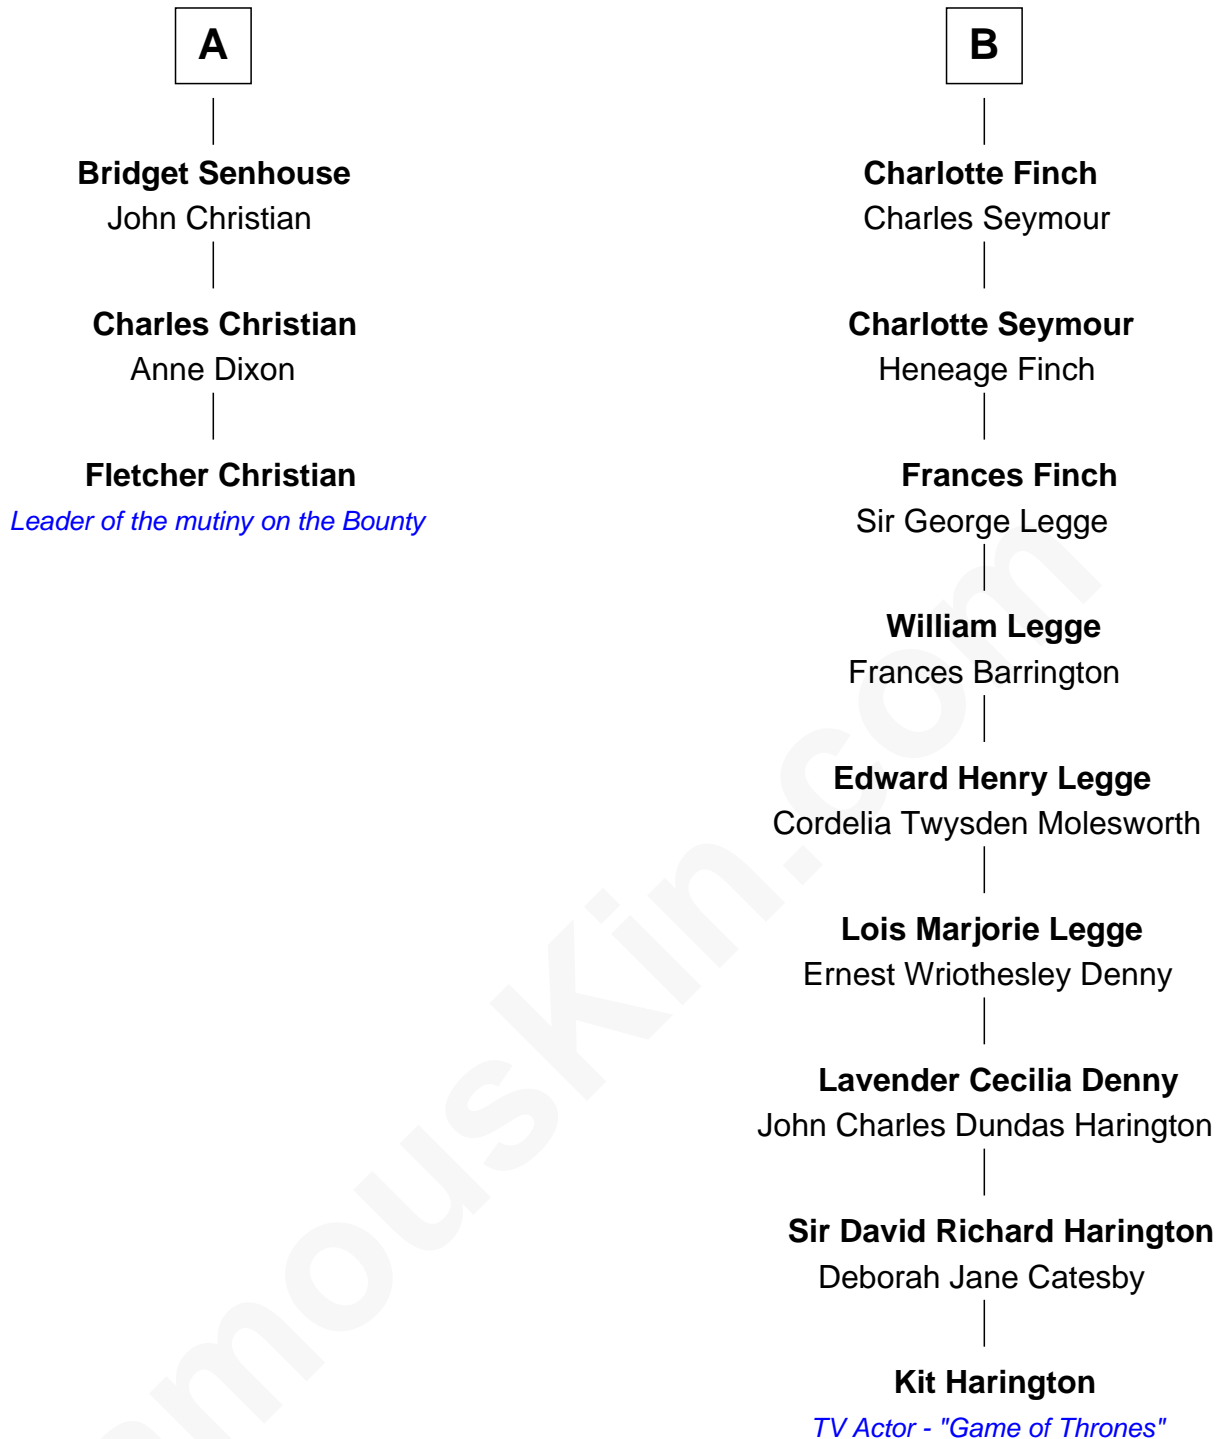 A
Bridget Senhouse
John Christian
Charles Christian
Anne Dixon
Fletcher Christian
Leader of the mutiny on the Bounty
B
Charlotte Finch
Charles Seymour
Charlotte Seymour
Heneage Finch
Frances Finch
Sir George Legge
William Legge
Frances Barrington
Edward Henry Legge
Cordelia Twysden Molesworth
Lois Marjorie Legge
Ernest Wriothesley Denny
Lavender Cecilia Denny
John Charles Dundas Harington
Sir David Richard Harington
Deborah Jane Catesby
Kit Harington
TV Actor - "Game of Thrones"
amouskin.com